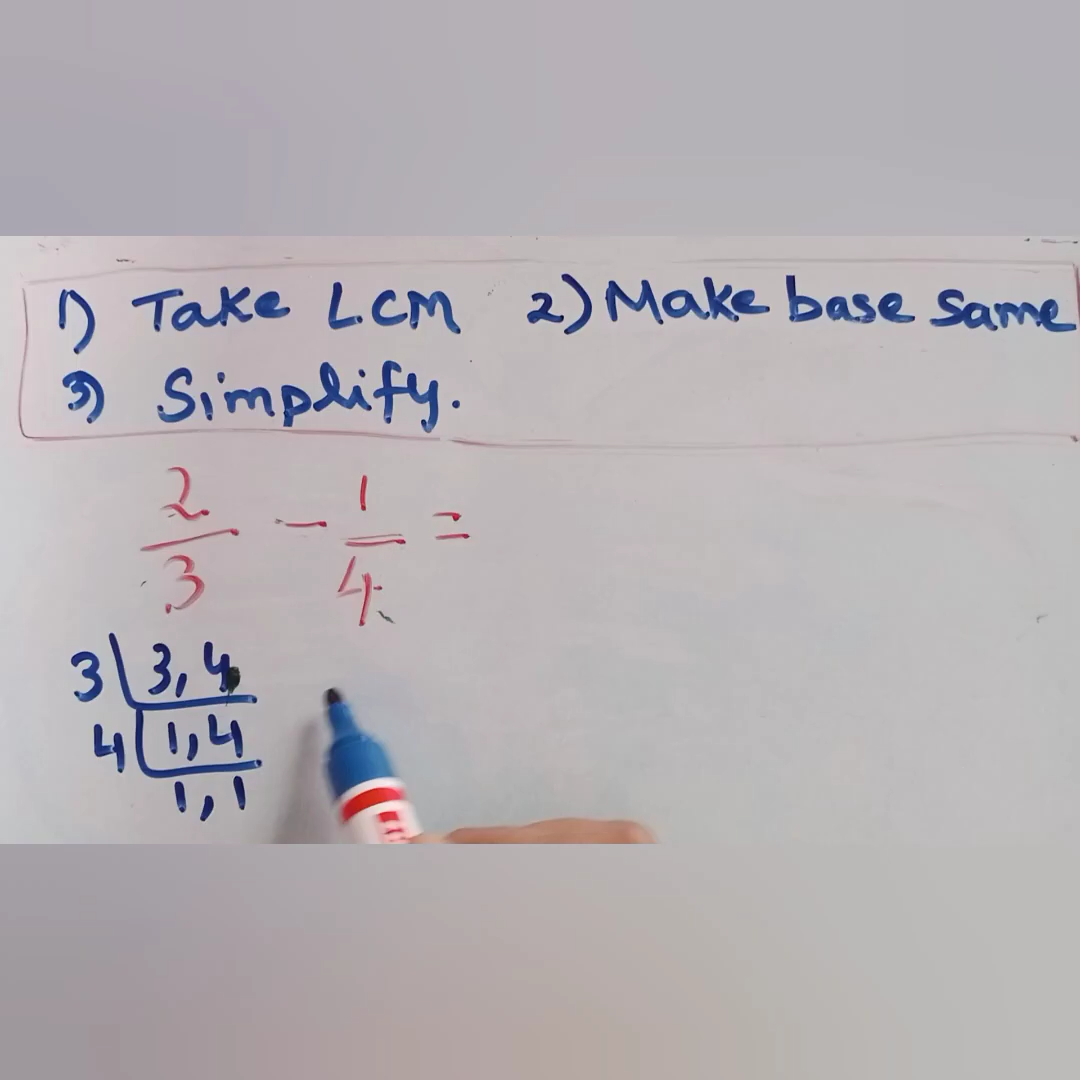 1) Take LCM 2) Make base same
3) Simplify.
2/3 - 1/4 =
3 | 3, 4
4 | 1, 4
1, 1